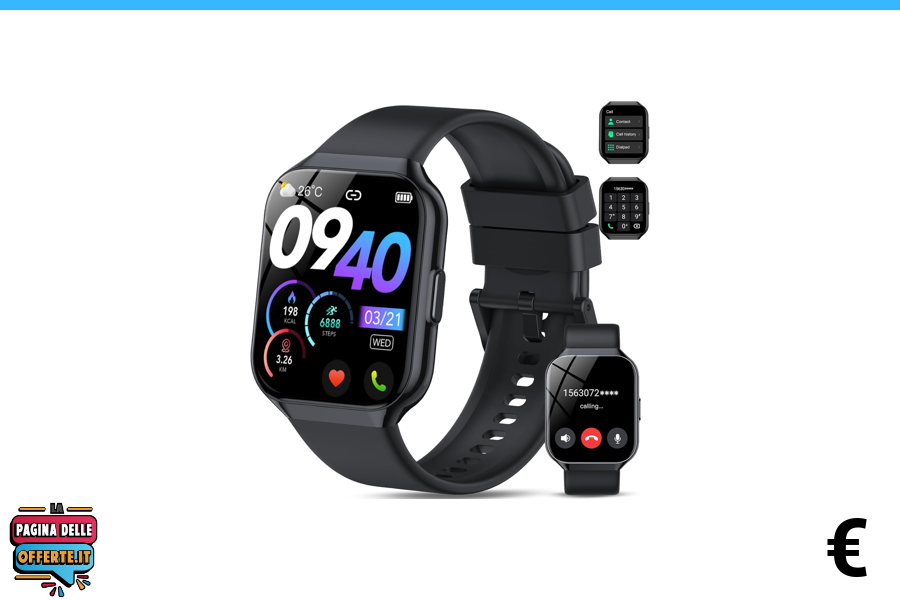 26°C
09
40
198
KCAL
6888
STEPS
03/21
WED
3.26
KM
Call
Contact
Call history
Dialpad
15630****
1 2 3
4 5 6
7 8 9
0
1563072****
calling...
LA
PAGINA DELLE
OFFERTE.IT
€